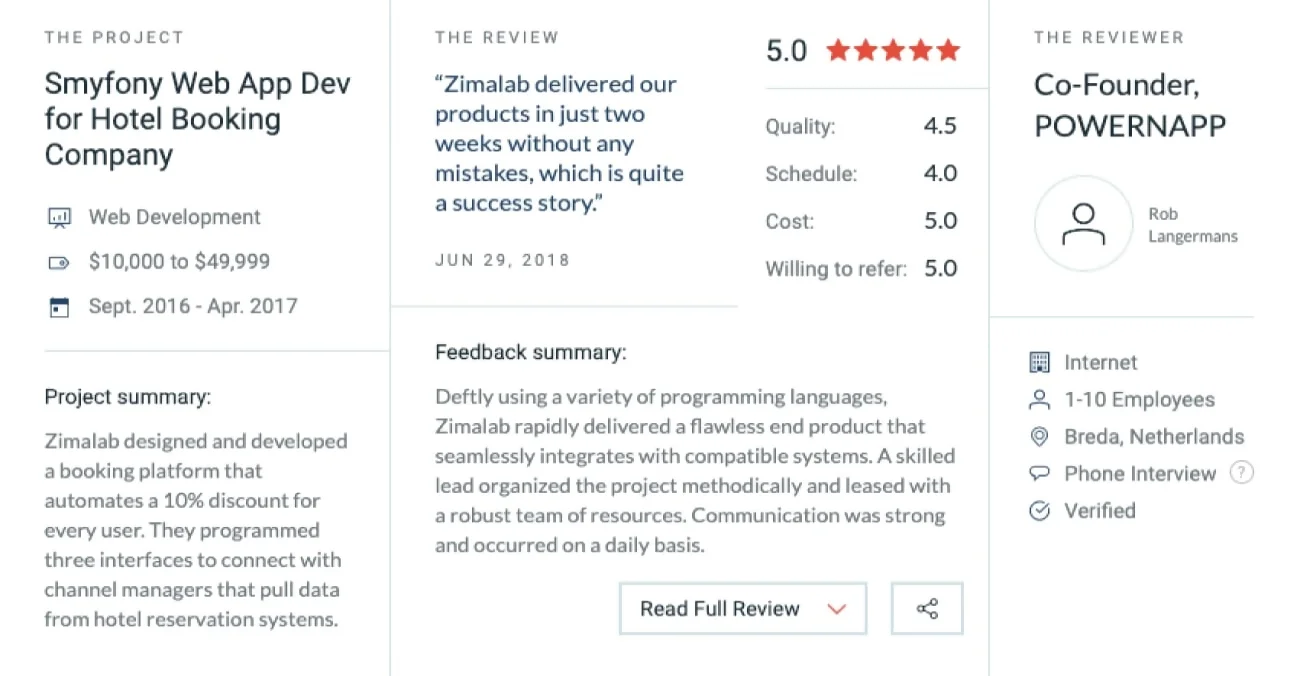 THE PROJECT
Smyfony Web App Dev
for Hotel Booking
Company
Web Development
$10,000 to $49,999
Sept. 2016 - Apr. 2017
Project summary:
Zimalab designed and developed
a booking platform that
automates a 10% discount for
every user. They programmed
three interfaces to connect with
channel managers that pull data
from hotel reservation systems.
THE REVIEW
“Zimalab delivered our
products in just two
weeks without any
mistakes, which is quite
a success story.”
JUN 29, 2018
5.0
Quality: 4.5
Schedule: 4.0
Cost: 5.0
Willing to refer: 5.0
Feedback summary:
Deftly using a variety of programming languages,
Zimalab rapidly delivered a flawless end product that
seamlessly integrates with compatible systems. A skilled
lead organized the project methodically and leased with
a robust team of resources. Communication was strong
and occurred on a daily basis.
Read Full Review
THE REVIEWER
Co-Founder,
POWERNAPP
Rob
Langermans
Internet
1-10 Employees
Breda, Netherlands
Phone Interview ?
Verified